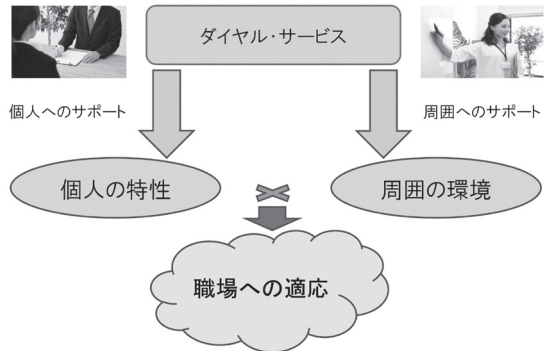 ダイヤル・サービス
個人へのサポート
周囲へのサポート
個人の特性
周囲の環境
職場への適応